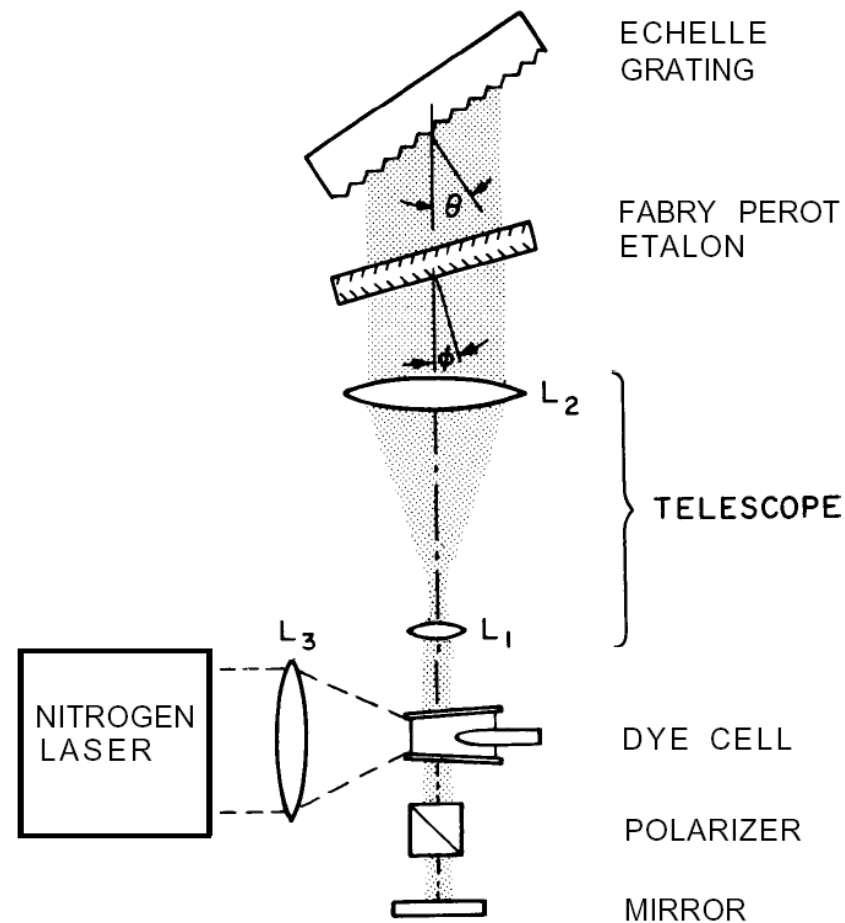 ECHELLE
GRATING
θ
FABRY PEROT
ETALON
ϕ
L₂
TELESCOPE
L₃
L₁
NITROGEN
LASER
DYE CELL
POLARIZER
MIRROR